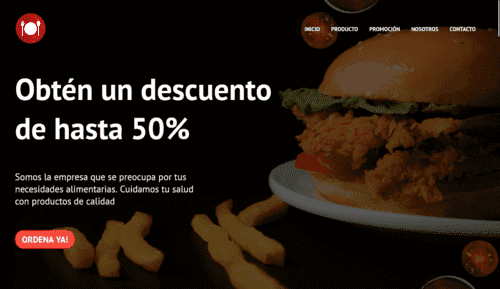 INICIO PRODUCTO PROMOCIÓN NOSOTROS CONTACTO
Obtén un descuento
de hasta 50%
Somos la empresa que se preocupa por tus
necesidades alimentarias. Cuidamos tu salud
con productos de calidad
ORDENA YA!